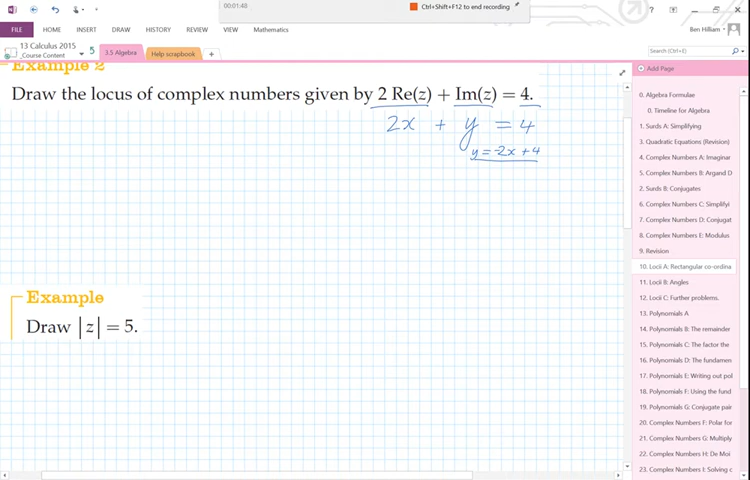 00:01:48
Ctrl+Shift+F12 to end recording
FILE HOME INSERT DRAW HISTORY REVIEW VIEW Mathematics
Ben Hilliam
13 Calculus 2015
Course Content
5
3.5 Algebra
Help scrapbook
+
Search (Ctrl+E)
Example 2
Draw the locus of complex numbers given by 2 Re(z) + Im(z) = 4.
2x + y = 4
y = -2x + 4
Example
Draw |z| = 5.
Add Page
0. Algebra Formulae
0. Timeline for Algebra
1. Surds A: Simplifying
3. Quadratic Equations (Revision)
4. Complex Numbers A: Imaginar
5. Complex Numbers B: Argand D
2. Surds B: Conjugates
6. Complex Numbers C: Simplifyi
7. Complex Numbers D: Conjugat
8. Complex Numbers E: Modulus
9. Revision
10. Locii A: Rectangular co-ordina
11. Locii B: Angles
12. Locii C: Further problems.
13. Polynomials A
14. Polynomials B: The remainder
15. Polynomials C: The factor the
16. Polynomials D: The fundamen
17. Polynomials E: Writing out pol
18. Polynomials F: Using the fund
19. Polynomials G: Conjugate pair
20. Complex Numbers F: Polar for
21. Complex Numbers G: Multiply
22. Complex Numbers H: De Moi
23. Complex Numbers I: Solving c